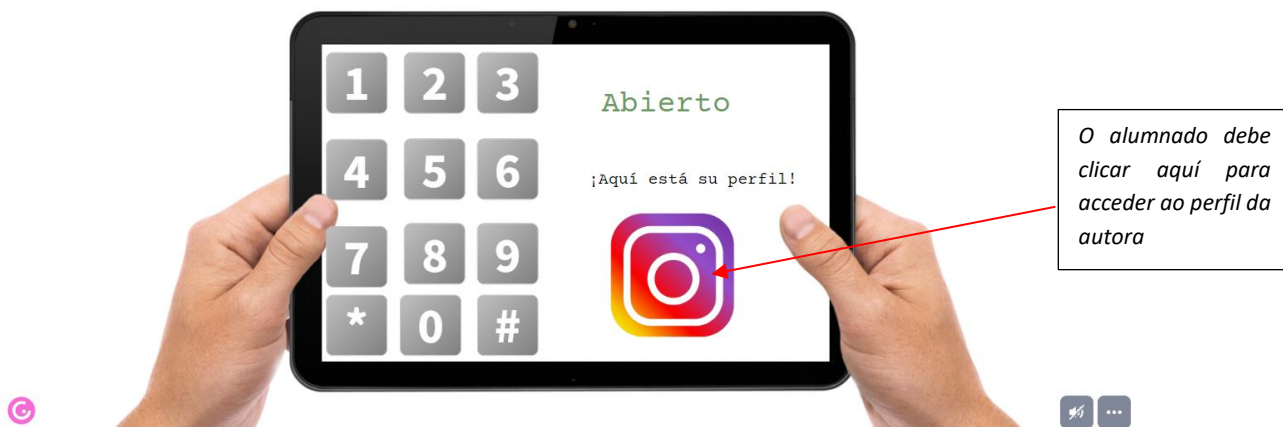 1 2 3
Abierto
4 5 6
¡Aquí está su perfil!
7 8 9
* 0 #
O alumnado debe
clicar aquí para
acceder ao perfil da
autora